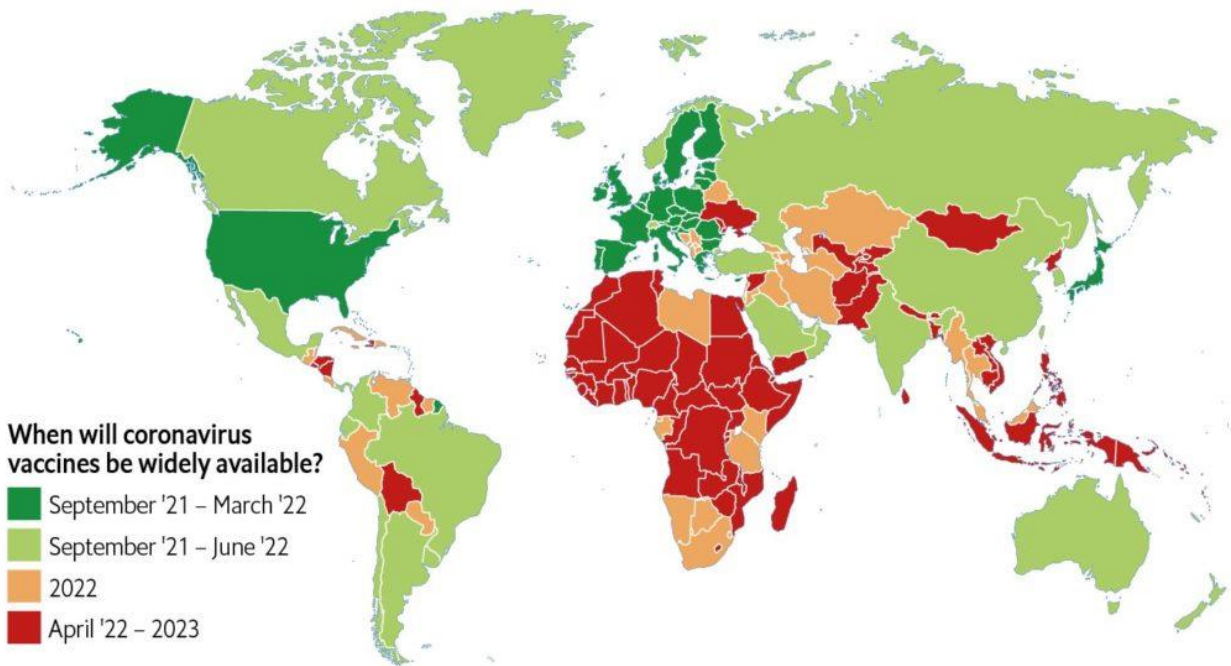 When will coronavirus
vaccines be widely available?
September '21 – March '22
September '21 – June '22
2022
April '22 – 2023